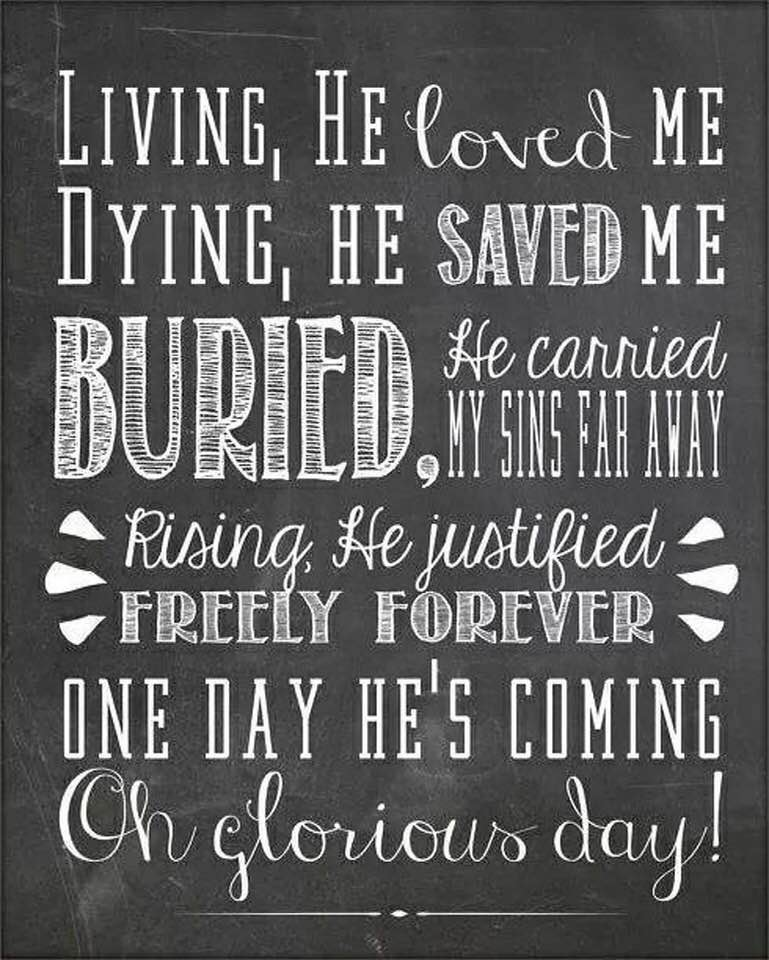 Living, He loved me
Dying, he saved me
Buried, He carried
my sins far away
Rising, He justified
freely forever
one day he's coming
Oh glorious day!